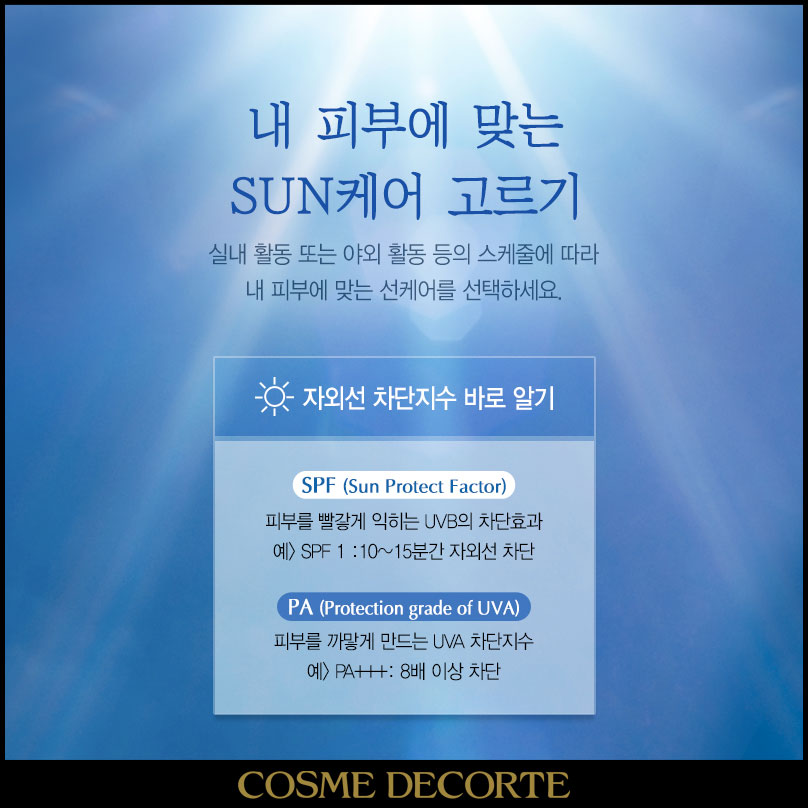 내 피부에 맞는
SUN케어 고르기
실내 활동 또는 야외 활동 등의 스케줄에 따라
내 피부에 맞는 선케어를 선택하세요.
자외선 차단지수 바로 알기
SPF (Sun Protect Factor)
피부를 빨갛게 익히는 UVB의 차단효과
예> SPF 1 :10~15분간 자외선 차단
PA (Protection grade of UVA)
피부를 까맣게 만드는 UVA 차단지수
예> PA+++: 8배 이상 차단
COSME DECORTE